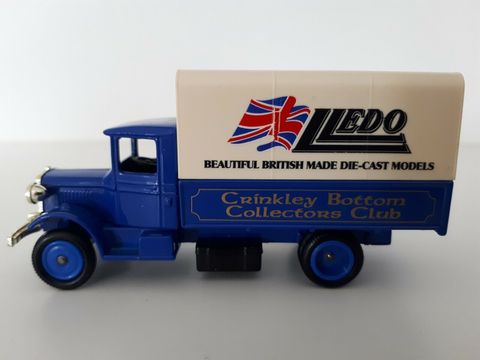 LLEDO
BEAUTIFUL BRITISH MADE DIE-CAST MODELS
Crinkley Bottom
Collectors Club